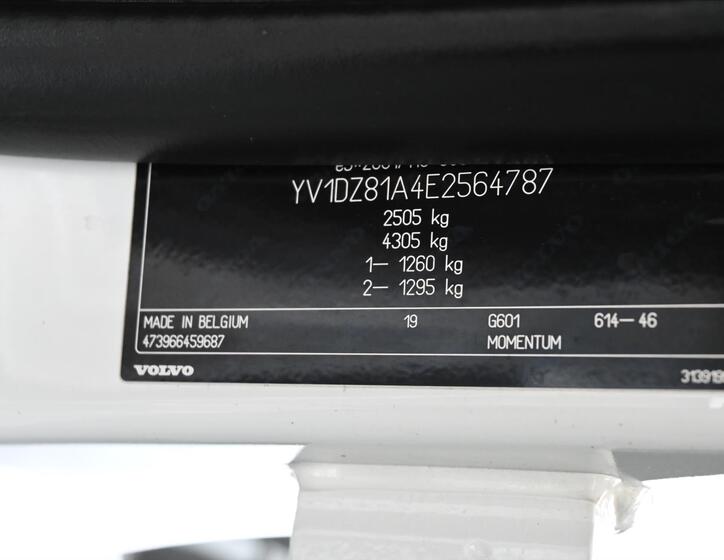 YV1DZ81A4E2564787
2505 kg
4305 kg
1– 1260 kg
2– 1295 kg
MADE IN BELGIUM 19 G601 614–46
473966459687 MOMENTUM
VOLVO